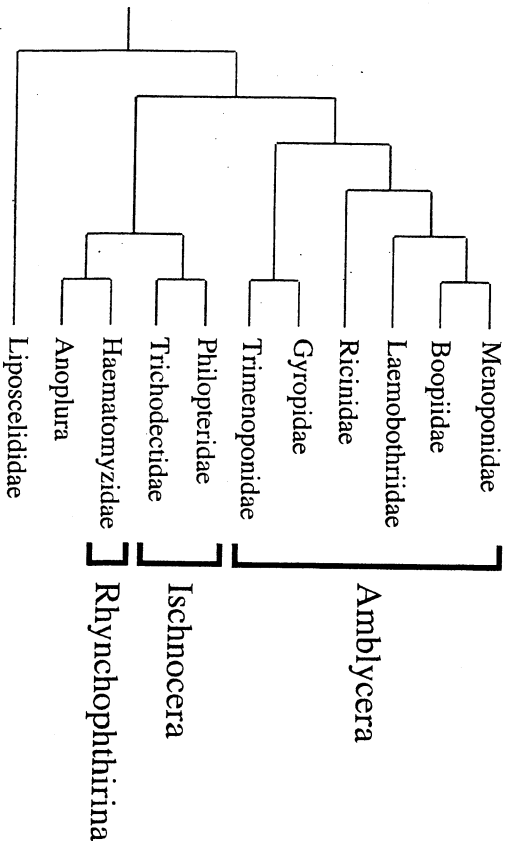 Menoponidae
Boopiidae
Laemobothriidae
Ricinidae
Gyropidae
Trimenoponidae
Philopteridae
Trichodectidae
Haematomyzidae
Anoplura
Liposcelididae
Amblycera
Ischnocera
Rhynchophthirina